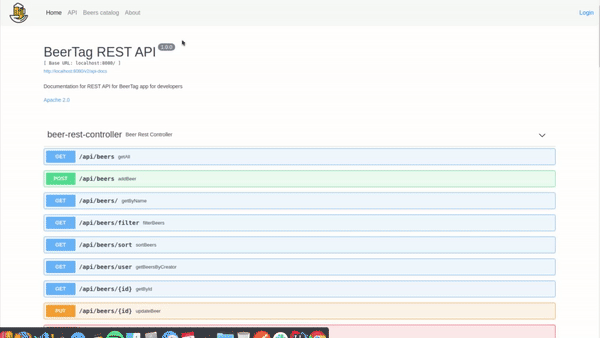 Home API Beers catalog About Login
BeerTag REST API 1.0.0
[ Base URL: localhost:8080/ ]
http://localhost:8080/v2/api-docs
Documentation for REST API for BeerTag app for developers
Apache 2.0
beer-rest-controller Beer Rest Controller
GET /api/beers getAll
POST /api/beers addBeer
GET /api/beers/ getByName
GET /api/beers/filter filterBeers
GET /api/beers/sort sortBeers
GET /api/beers/user getBeersByCreator
GET /api/beers/{id} getById
PUT /api/beers/{id} updateBeer